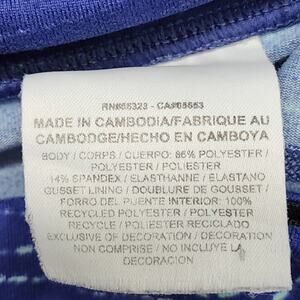 RN#56323 - CA#05553
MADE IN CAMBODIA/FABRIQUE AU
CAMBODGE/HECHO EN CAMBOYA
BODY / CORPS / CUERPO: 86% POLYESTER
/ POLYESTER / POLIESTER
14% SPANDEX / ELASTHANNE / ELASTANO
GUSSET LINING / DOUBLURE DE GOUSSET /
FORRO DEL PUENTE INTERIOR: 100%
RECYCLED POLYESTER / POLYESTER
RECYCLÉ / POLIESTER RECICLADO
EXCLUSIVE OF DECORATION / DECORATION
NON COMPRISE / NO INCLUYE LA
DECORACION